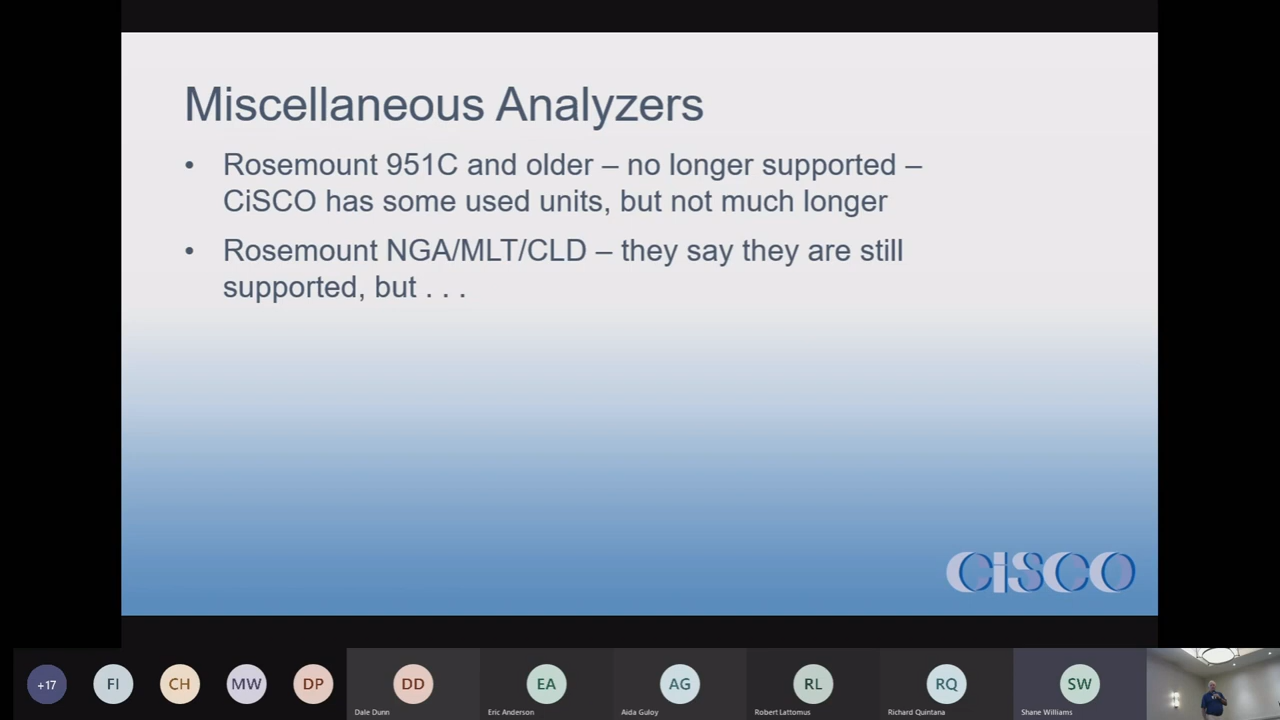 Miscellaneous Analyzers
• Rosemount 951C and older – no longer supported –
CiSCO has some used units, but not much longer
• Rosemount NGA/MLT/CLD – they say they are still
supported, but . . .
CiSCO
+17
FI
CH
MW
DP
DD
EA
AG
RL
RQ
SW
Dale Dunn
Eric Anderson
Aida Guloy
Robert Lattomus
Richard Quintana
Shane Williams